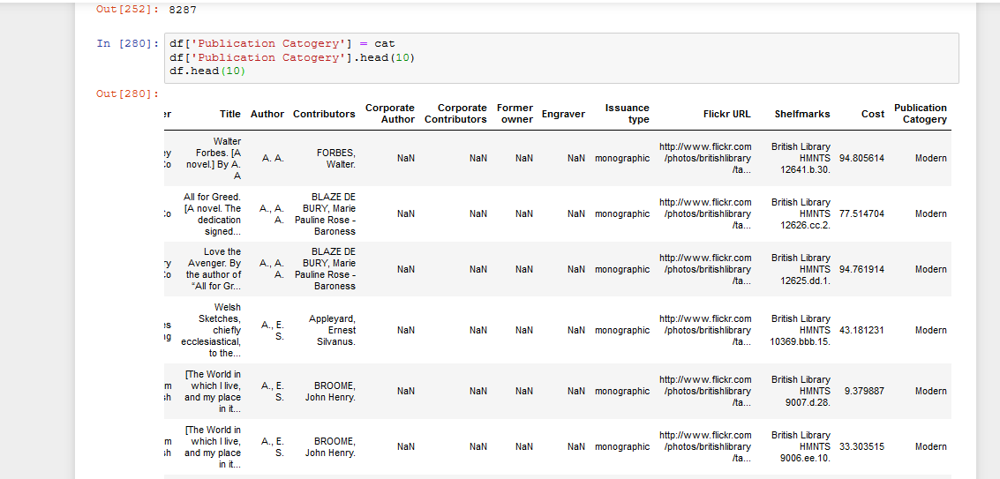 Out[252]: 8287
In [280]: df['Publication Catogery'] = cat
df['Publication Catogery'].head(10)
df.head(10)
Out[280]:
er Title Author Contributors Corporate Author Corporate Contributors Former owner Engraver Issuance type Flickr URL Shelfmarks Cost Publication Catogery
ey Co Walter Forbes. [A novel.] By A. A A. A. FORBES, Walter. NaN NaN NaN NaN monographic http://www.flickr.com/photos/britishlibrary/ta... British Library HMNTS 12641.b.30. 94.805614 Modern
Co All for Greed. [A novel. The dedication signed... A., A. A. BLAZE DE BURY, Marie Pauline Rose - Baroness NaN NaN NaN NaN monographic http://www.flickr.com/photos/britishlibrary/ta... British Library HMNTS 12626.cc.2. 77.514704 Modern
ry Co Love the Avenger. By the author of “All for Gr... A., A. A. BLAZE DE BURY, Marie Pauline Rose - Baroness NaN NaN NaN NaN monographic http://www.flickr.com/photos/britishlibrary/ta... British Library HMNTS 12625.dd.1. 94.761914 Modern
es ng Welsh Sketches, chiefly ecclesiastical, to the... A., E. S. Appleyard, Ernest Silvanus. NaN NaN NaN NaN monographic http://www.flickr.com/photos/britishlibrary/ta... British Library HMNTS 10369.bbb.15. 43.181231 Modern
m sh [The World in which I live, and my place in it... A., E. S. BROOME, John Henry. NaN NaN NaN NaN monographic http://www.flickr.com/photos/britishlibrary/ta... British Library HMNTS 9007.d.28. 9.379887 Modern
m sh [The World in which I live, and my place in it... A., E. S. BROOME, John Henry. NaN NaN NaN NaN monographic http://www.flickr.com/photos/britishlibrary/ta... British Library HMNTS 9006.ee.10. 33.303515 Modern